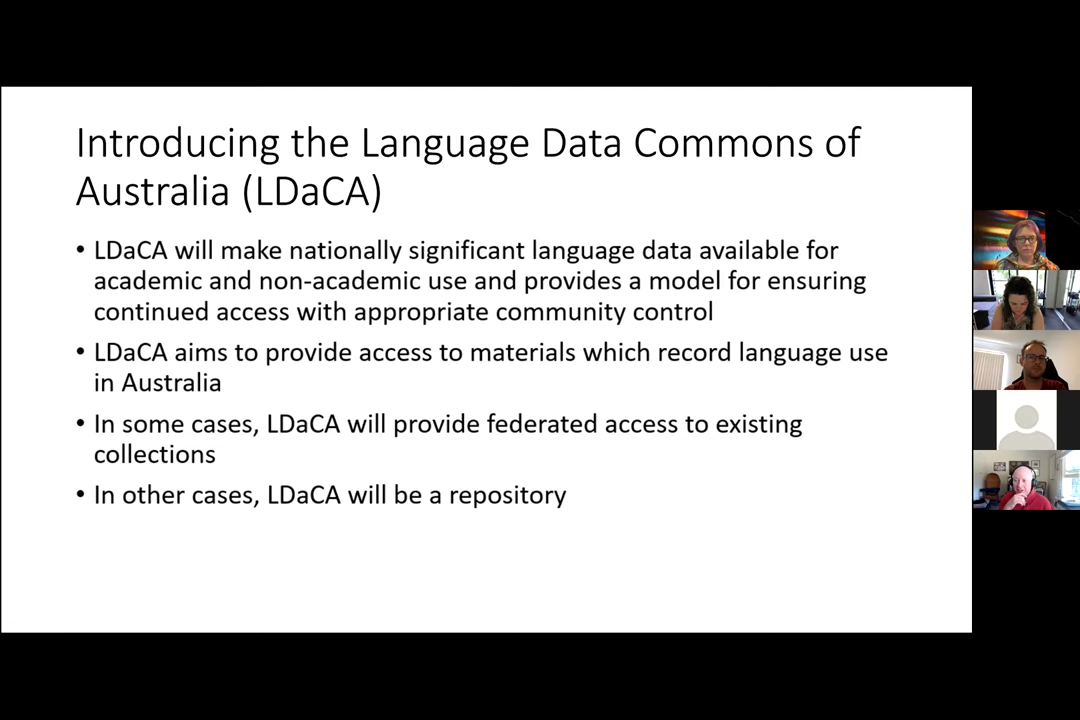 Introducing the Language Data Commons of
Australia (LDaCA)
• LDaCA will make nationally significant language data available for
academic and non-academic use and provides a model for ensuring
continued access with appropriate community control
• LDaCA aims to provide access to materials which record language use
in Australia
• In some cases, LDaCA will provide federated access to existing
collections
• In other cases, LDaCA will be a repository